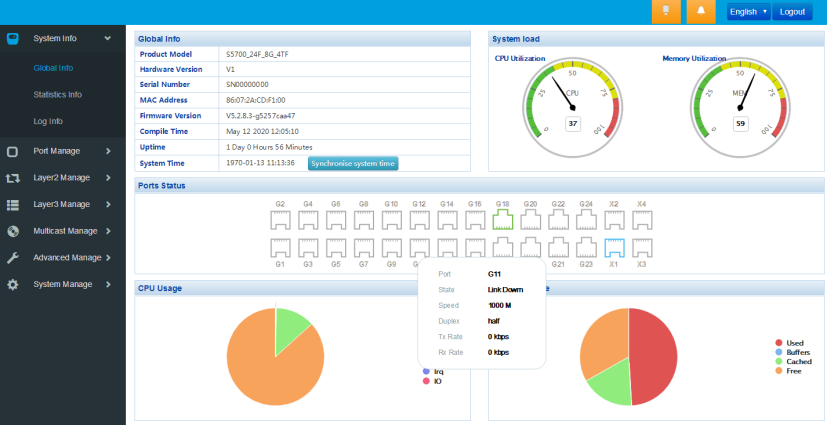 English
Logout
System Info
Global Info
Statistics Info
Log Info
Port Manage
Layer2 Manage
Layer3 Manage
Multicast Manage
Advanced Manage
System Manage
Global Info
Product Model S5700_24F_8G_4TF
Hardware Version V1
Serial Number SN00000000
MAC Address 86:07:2A:CD:F1:00
Firmware Version V5.2.8.3-g5257caa47
Compile Time May 12 2020 12:05:10
Uptime 1 Day 0 Hours 56 Minutes
System Time 1970-01-13 11:13:36 Synchronise system time
System load
CPU Utilization
0 25 50 75 100
CPU
37
Memory Utilization
0 25 50 75 100
MEM
59
Ports Status
G2 G4 G6 G8 G10 G12 G14 G16 G18 G20 G22 G24 X2 X4
G1 G3 G5 G7 G9 G21 G23 X1 X3
Port G11
State Link Down
Speed 1000 M
Duplex half
Tx Rate 0 kbps
Rx Rate 0 kbps
CPU Usage
Irq
IO
Used
Buffers
Cached
Free